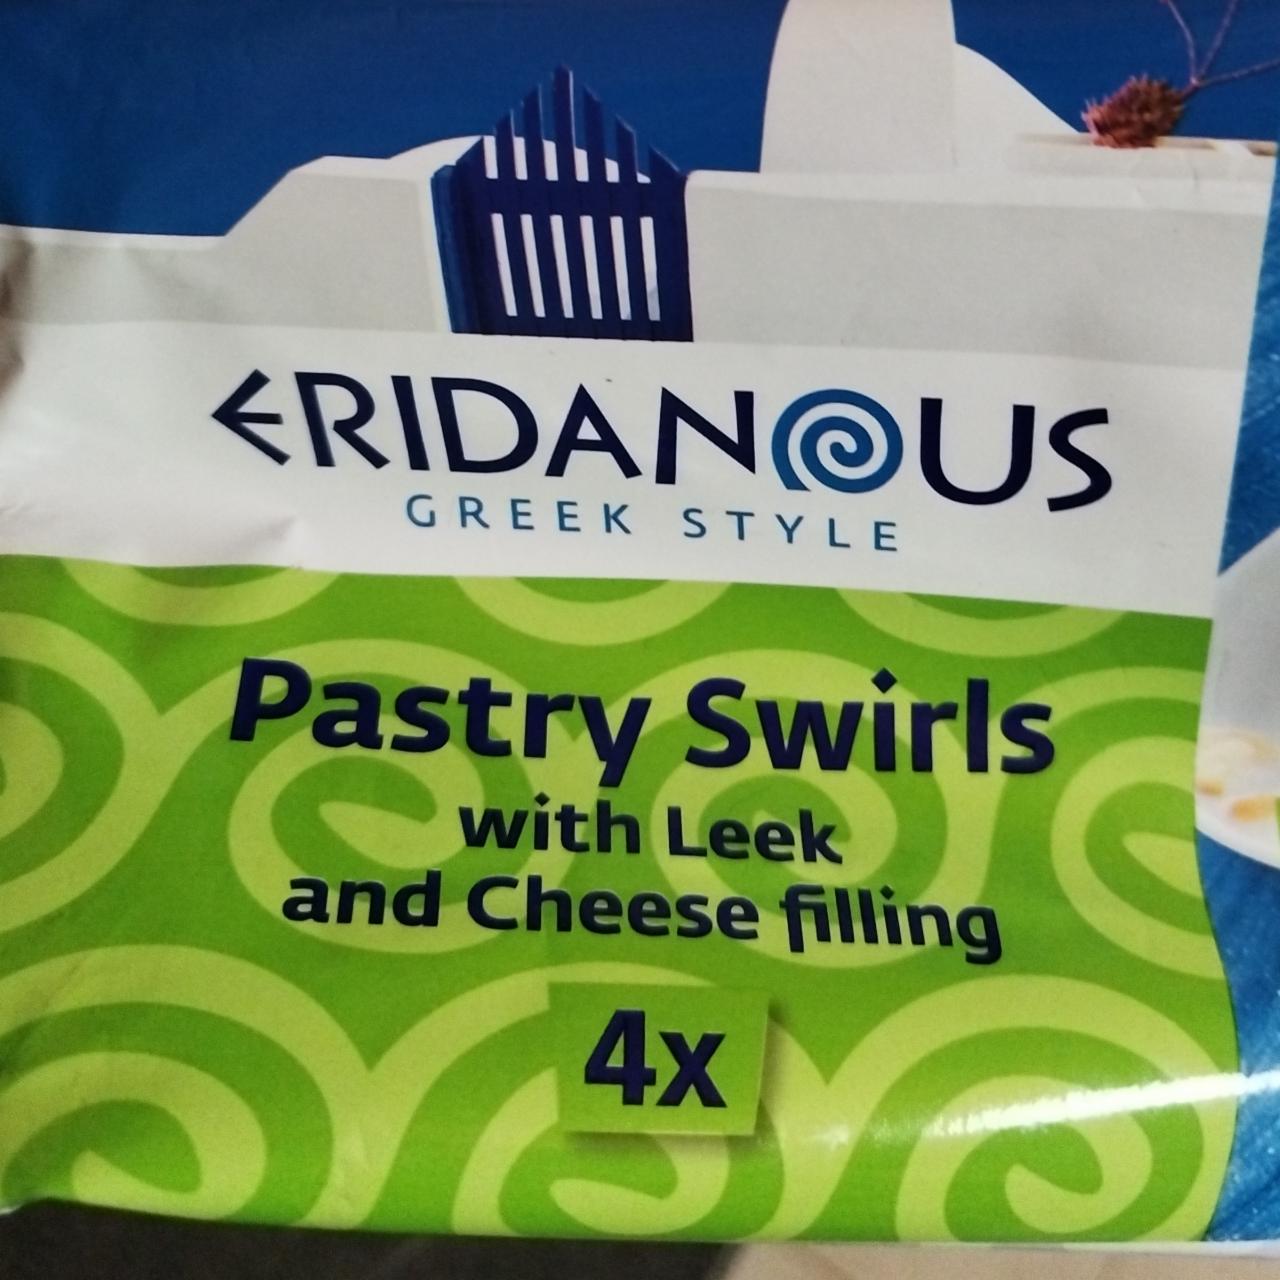 ERIDANOUS
GREEK STYLE
Pastry Swirls
with Leek
and Cheese filling
4x